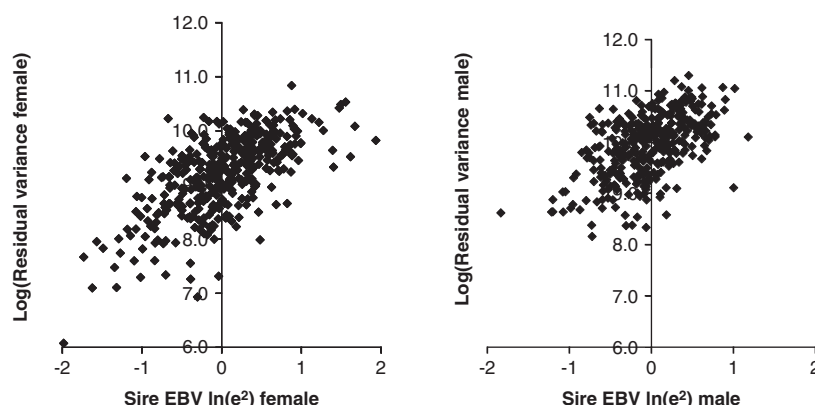 Log(Residual variance female)
12.0
11.0
10.0
9.0
8.0
7.0
6.0
-2 -1 0 1 2
Sire EBV ln(e²) female
Log(Residual variance male)
12.0
11.0
10.0
9.0
8.0
7.0
6.0
-2 -1 0 1 2
Sire EBV ln(e²) male